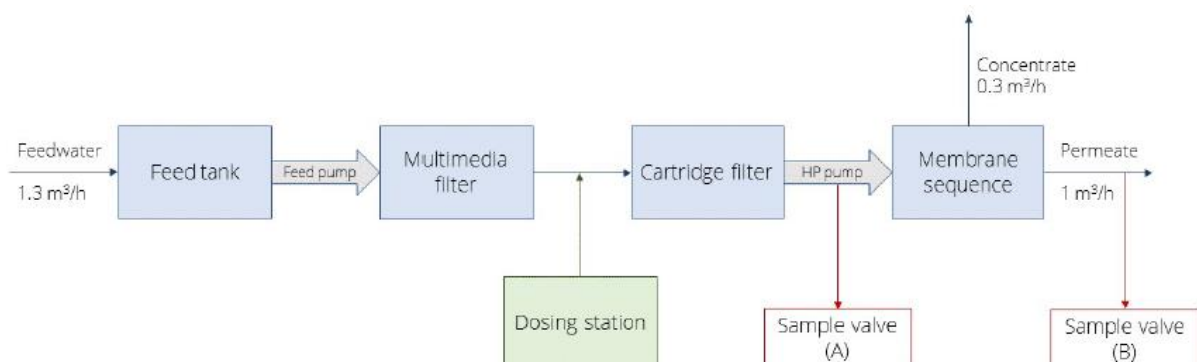 Concentrate
0.3 m³/h
Feedwater
1.3 m³/h
Feed tank
Feed pump
Multimedia
filter
Cartridge filter
HP pump
Membrane
sequence
Permeate
1 m³/h
Dosing station
Sample valve
(A)
Sample valve
(B)